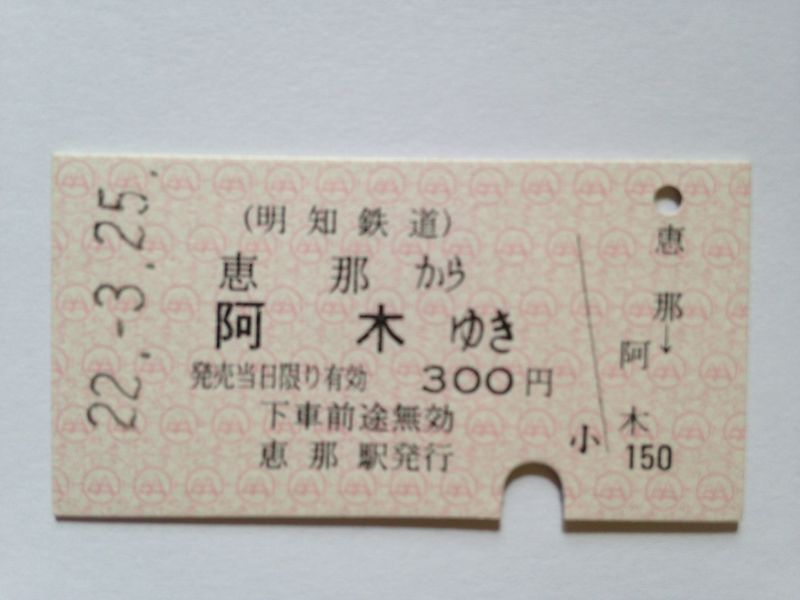 22.-3.25.
(明知鉄道)
恵那から
阿木ゆき
発売当日限り有効 300円
下車前途無効
恵那駅発行
小
恵那→阿木
150